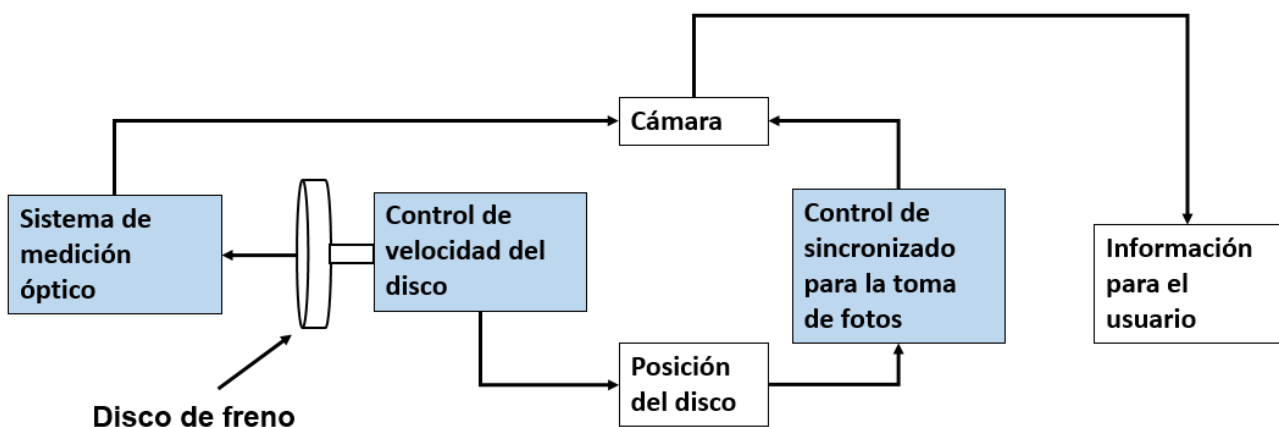 Cámara
Sistema de
medición
óptico
Control de
velocidad del
disco
Control de
sincronizado
para la toma
de fotos
Información
para el
usuario
Posición
del disco
Disco de freno